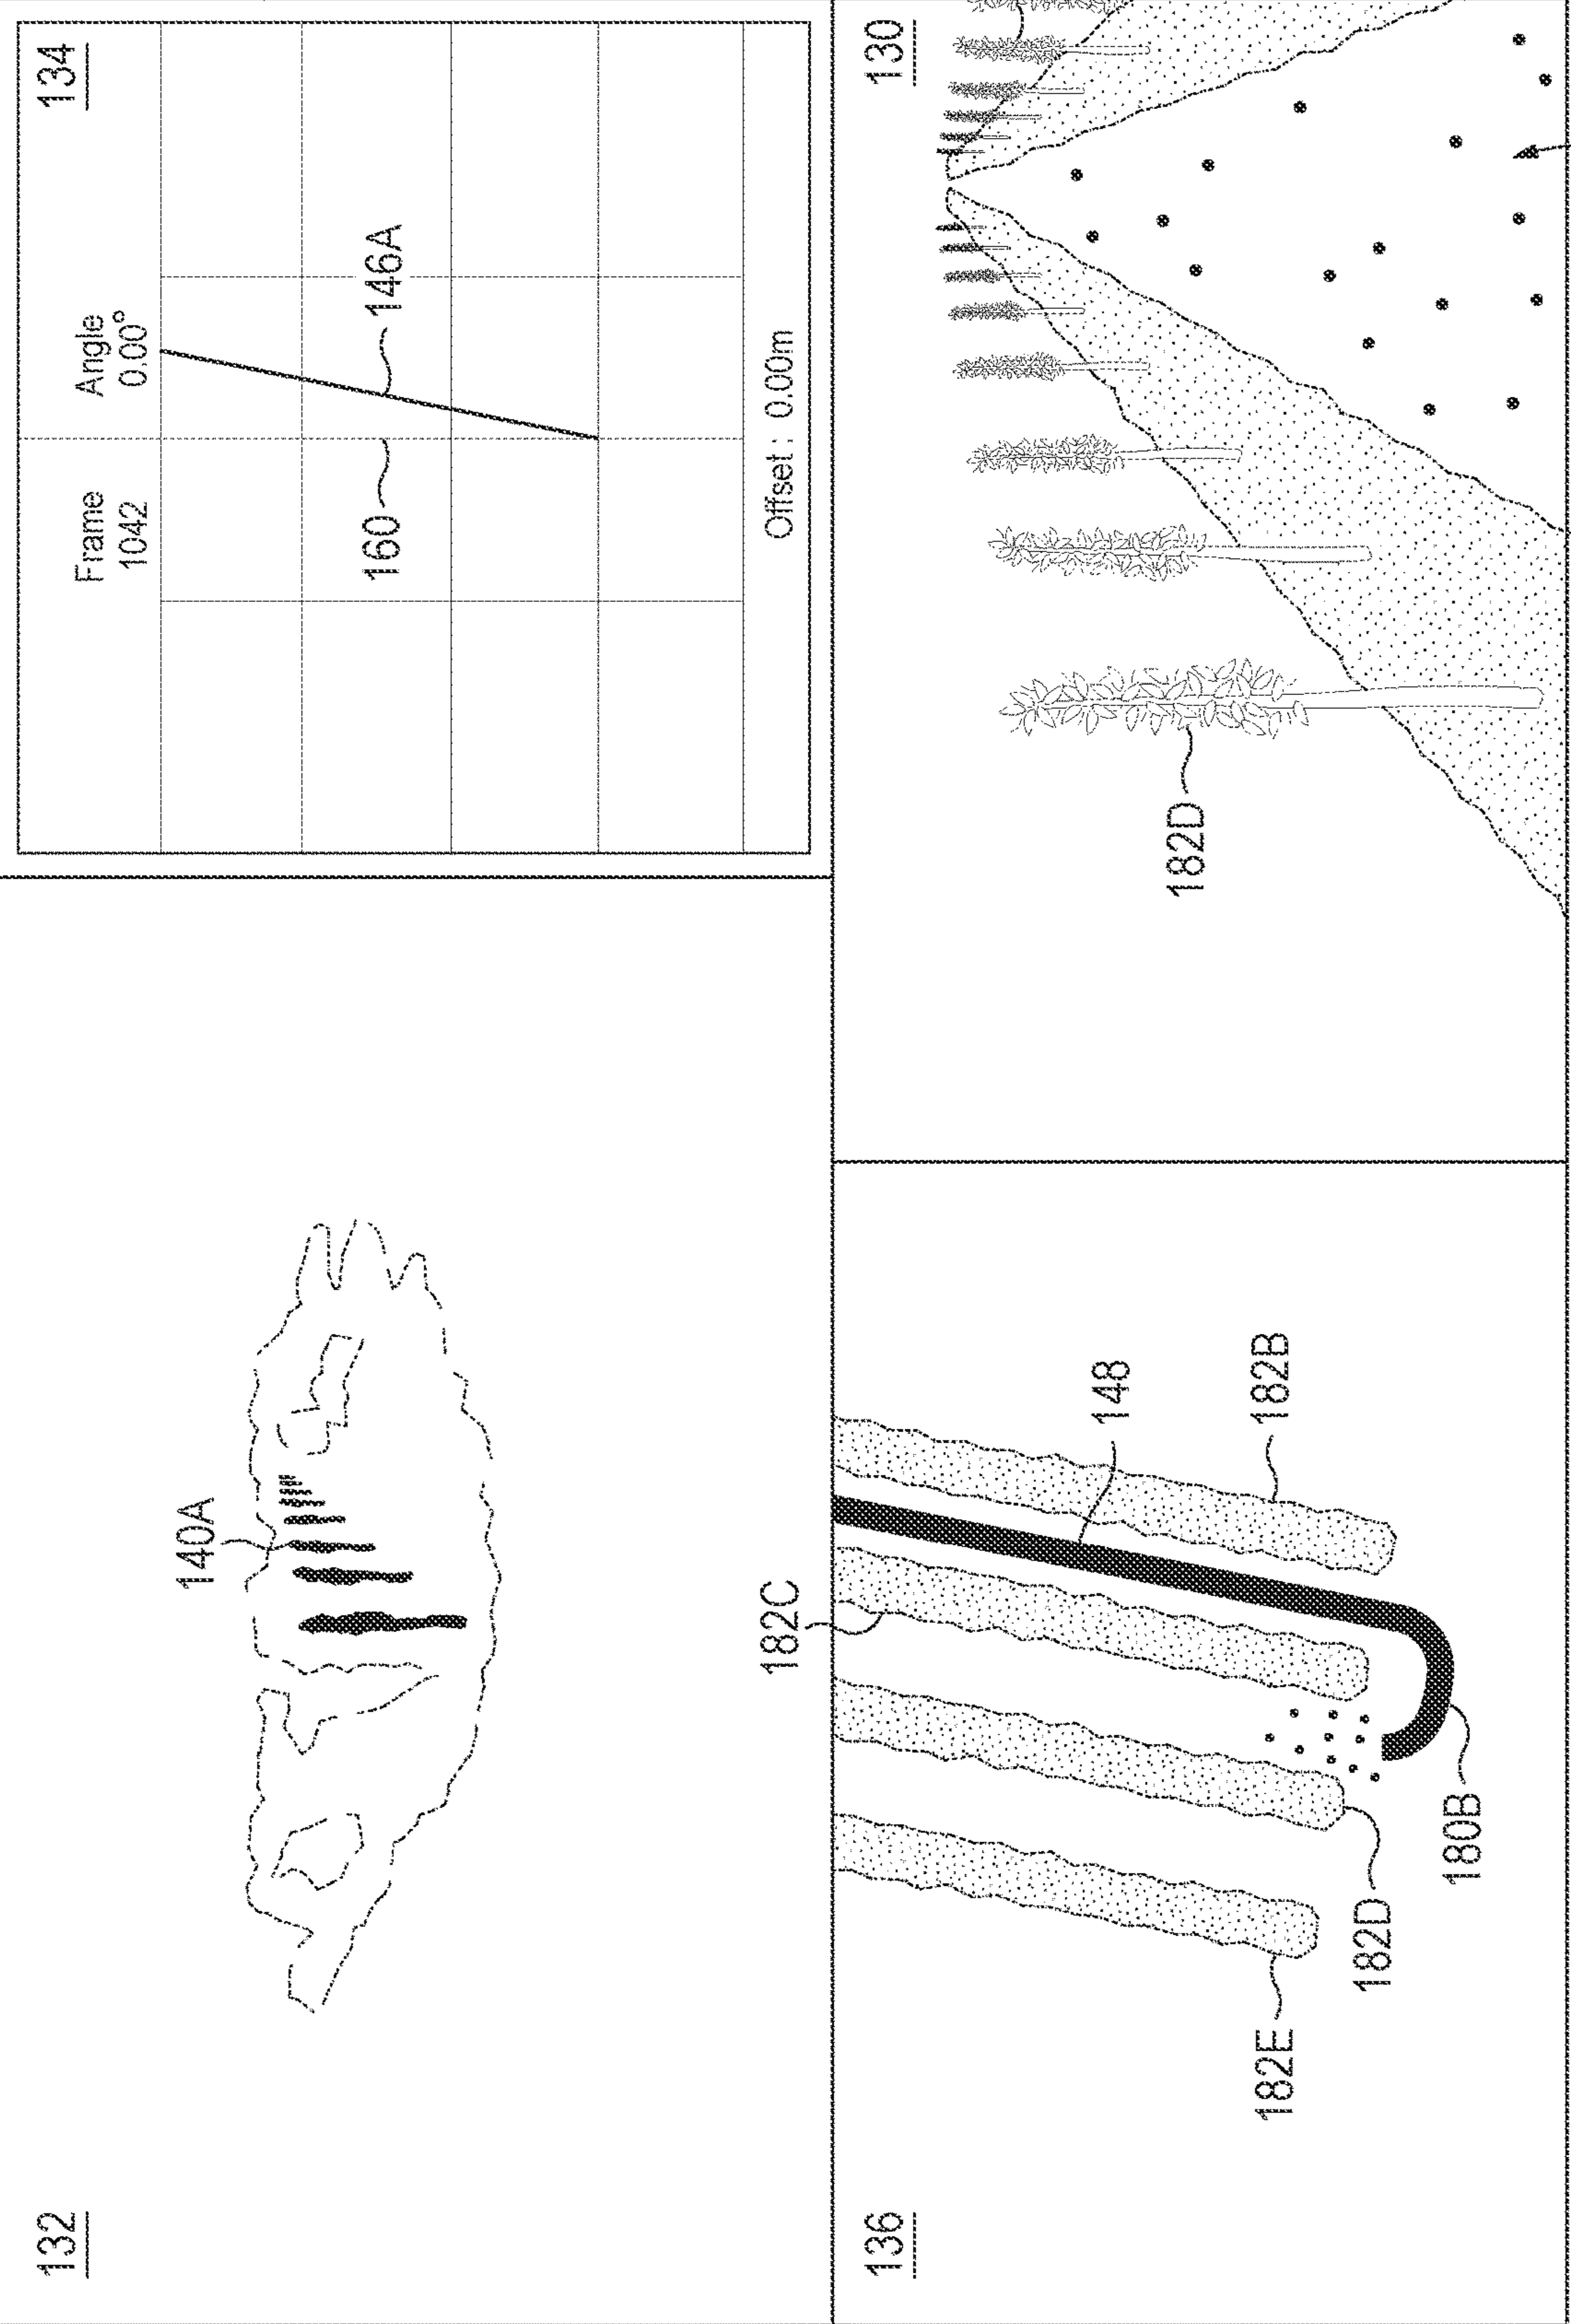 132
140A
134
Frame
1042
Angle
0.00°
160
146A
Offset : 0.00m
136
182C
148
182B
182E
182D
180B
130
182D